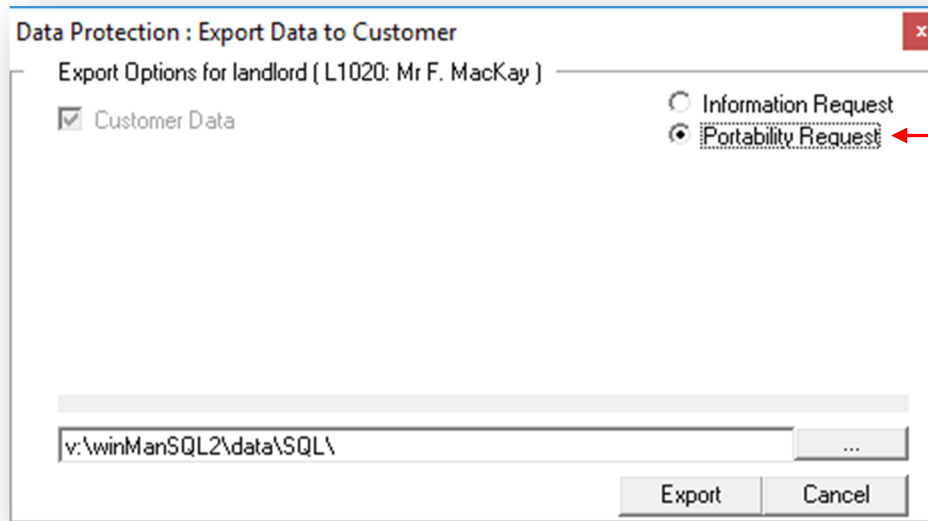 Data Protection : Export Data to Customer
x
Export Options for landlord ( L1020: Mr F. MacKay )
Information Request
Customer Data
Portability Request
v:\winManSQL2\data\SQL\
...
Export
Cancel